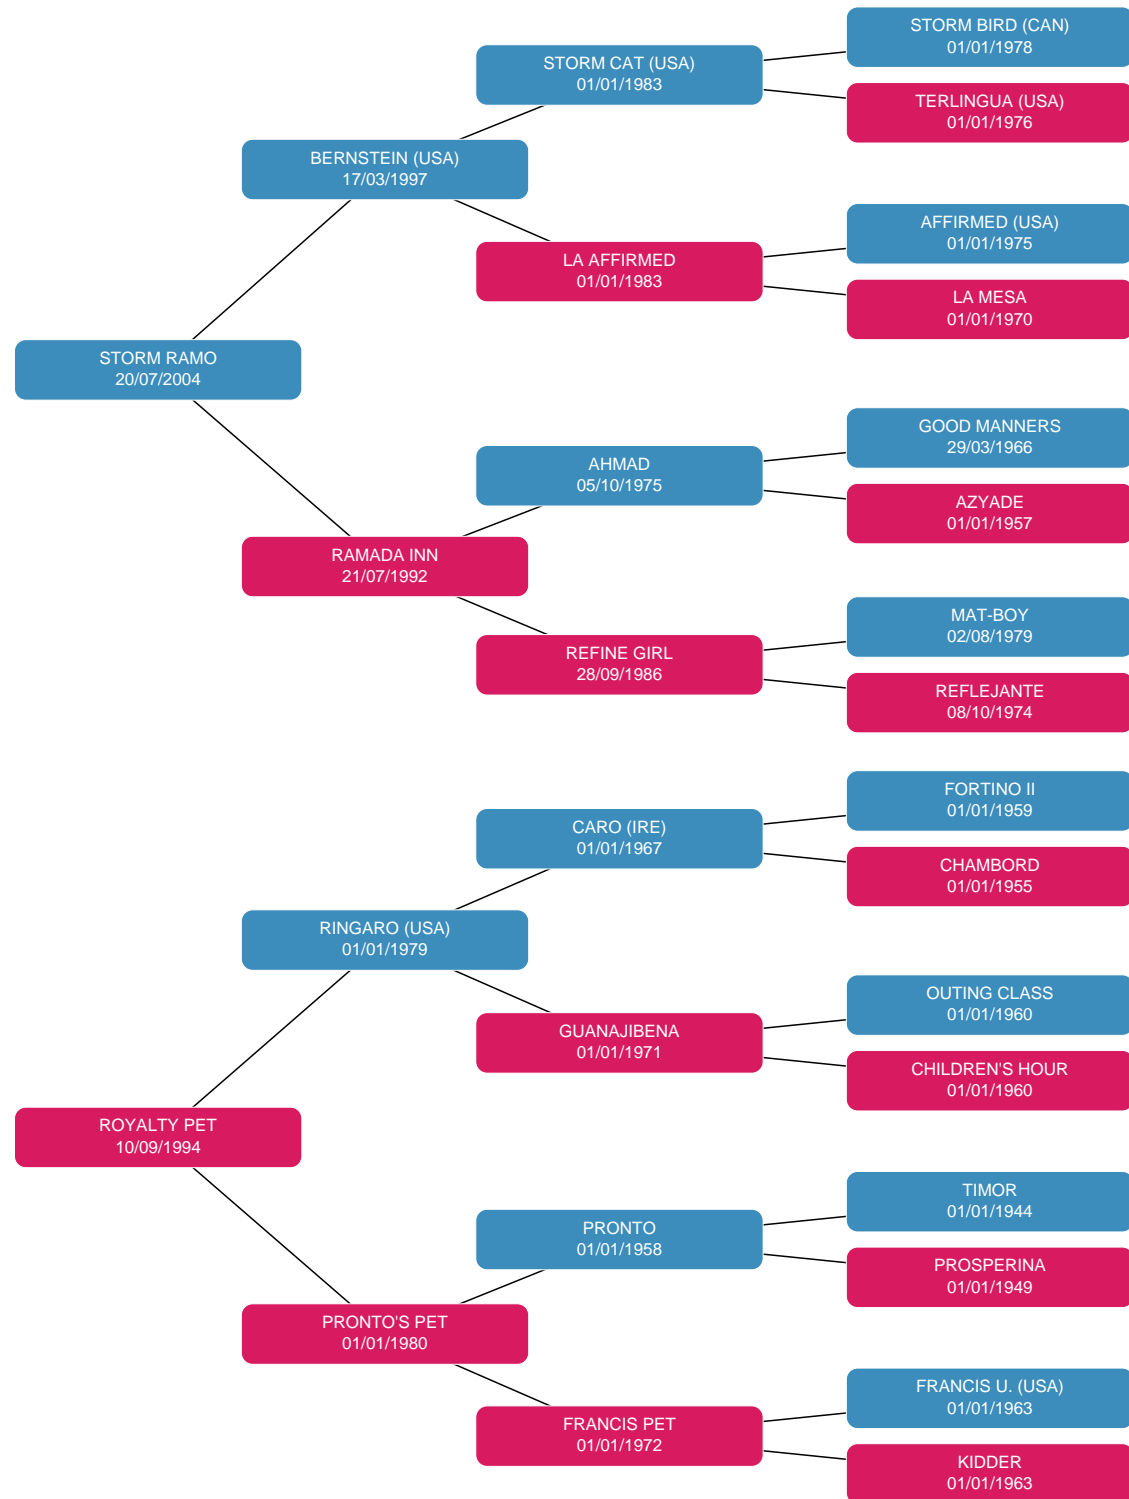 STORM BIRD (CAN)
01/01/1978
STORM CAT (USA)
01/01/1983
TERLINGUA (USA)
01/01/1976
BERNSTEIN (USA)
17/03/1997
AFFIRMED (USA)
01/01/1975
LA AFFIRMED
01/01/1983
LA MESA
01/01/1970
STORM RAMO
20/07/2004
GOOD MANNERS
29/03/1966
AHMAD
05/10/1975
AZYADE
01/01/1957
RAMADA INN
21/07/1992
MAT-BOY
02/08/1979
REFINE GIRL
28/09/1986
REFLEJANTE
08/10/1974
FORTINO II
01/01/1959
CARO (IRE)
01/01/1967
CHAMBORD
01/01/1955
RINGARO (USA)
01/01/1979
OUTING CLASS
01/01/1960
GUANAJIBENA
01/01/1971
CHILDREN'S HOUR
01/01/1960
ROYALTY PET
10/09/1994
TIMOR
01/01/1944
PRONTO
01/01/1958
PROSPERINA
01/01/1949
PRONTO'S PET
01/01/1980
FRANCIS U. (USA)
01/01/1963
FRANCIS PET
01/01/1972
KIDDER
01/01/1963